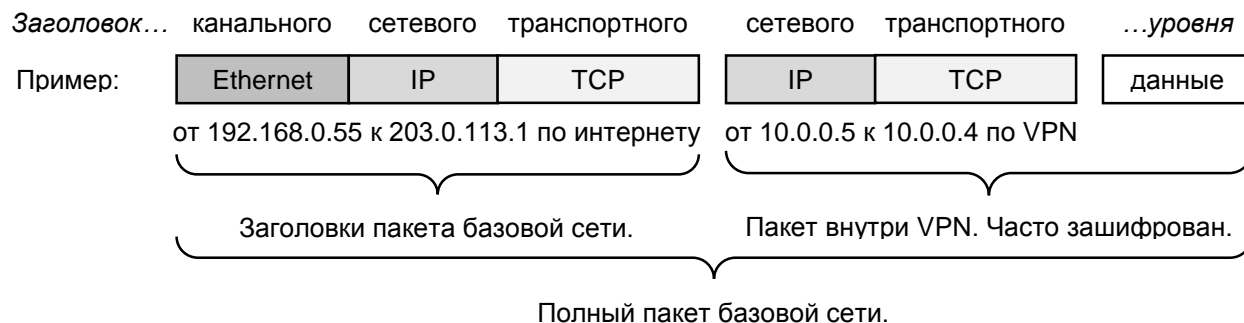 Заголовок… канального сетевого транспортного сетевого транспортного …уровня
Пример: Ethernet IP TCP IP TCP данные
от 192.168.0.55 к 203.0.113.1 по интернету от 10.0.0.5 к 10.0.0.4 по VPN
Заголовки пакета базовой сети. Пакет внутри VPN. Часто зашифрован.
Полный пакет базовой сети.